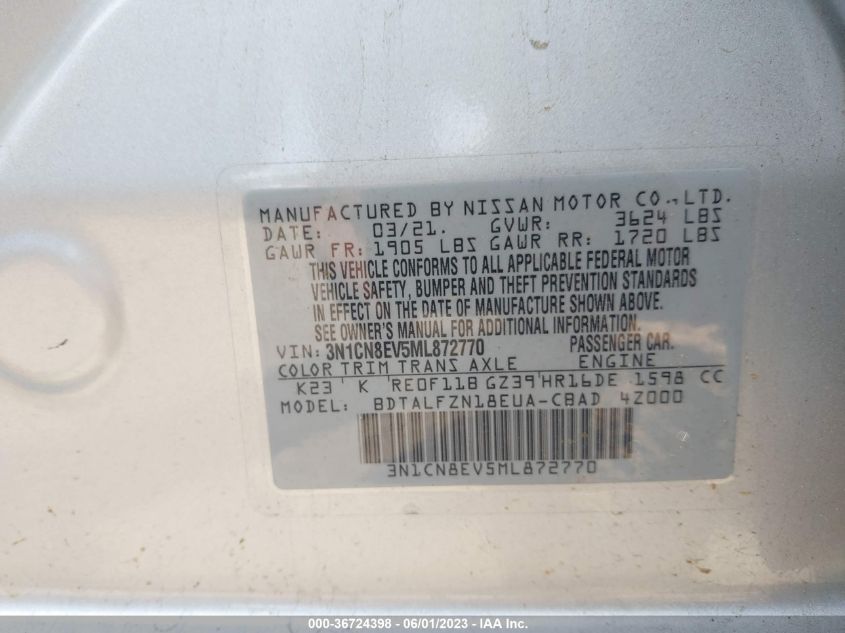 MANUFACTURED BY NISSAN MOTOR CO.,LTD.
DATE: 03/21. GVWR: 3624 LBS
GAWR FR: 1905 LBS GAWR RR: 1720 LBS
THIS VEHICLE CONFORMS TO ALL APPLICABLE FEDERAL MOTOR
VEHICLE SAFETY, BUMPER AND THEFT PREVENTION STANDARDS
IN EFFECT ON THE DATE OF MANUFACTURE SHOWN ABOVE.
SEE OWNER'S MANUAL FOR ADDITIONAL INFORMATION.
VIN: 3N1CN8EV5ML872770 PASSENGER CAR.
COLOR TRIM TRANS AXLE ENGINE
K23 K RE0F11B GZ39 HR16DE 1598 CC
MODEL: BDTALFZN18EUA-CBAD 4Z000
3N1CN8EV5ML872770
000-36724398 - 06/01/2023 - IAA Inc.